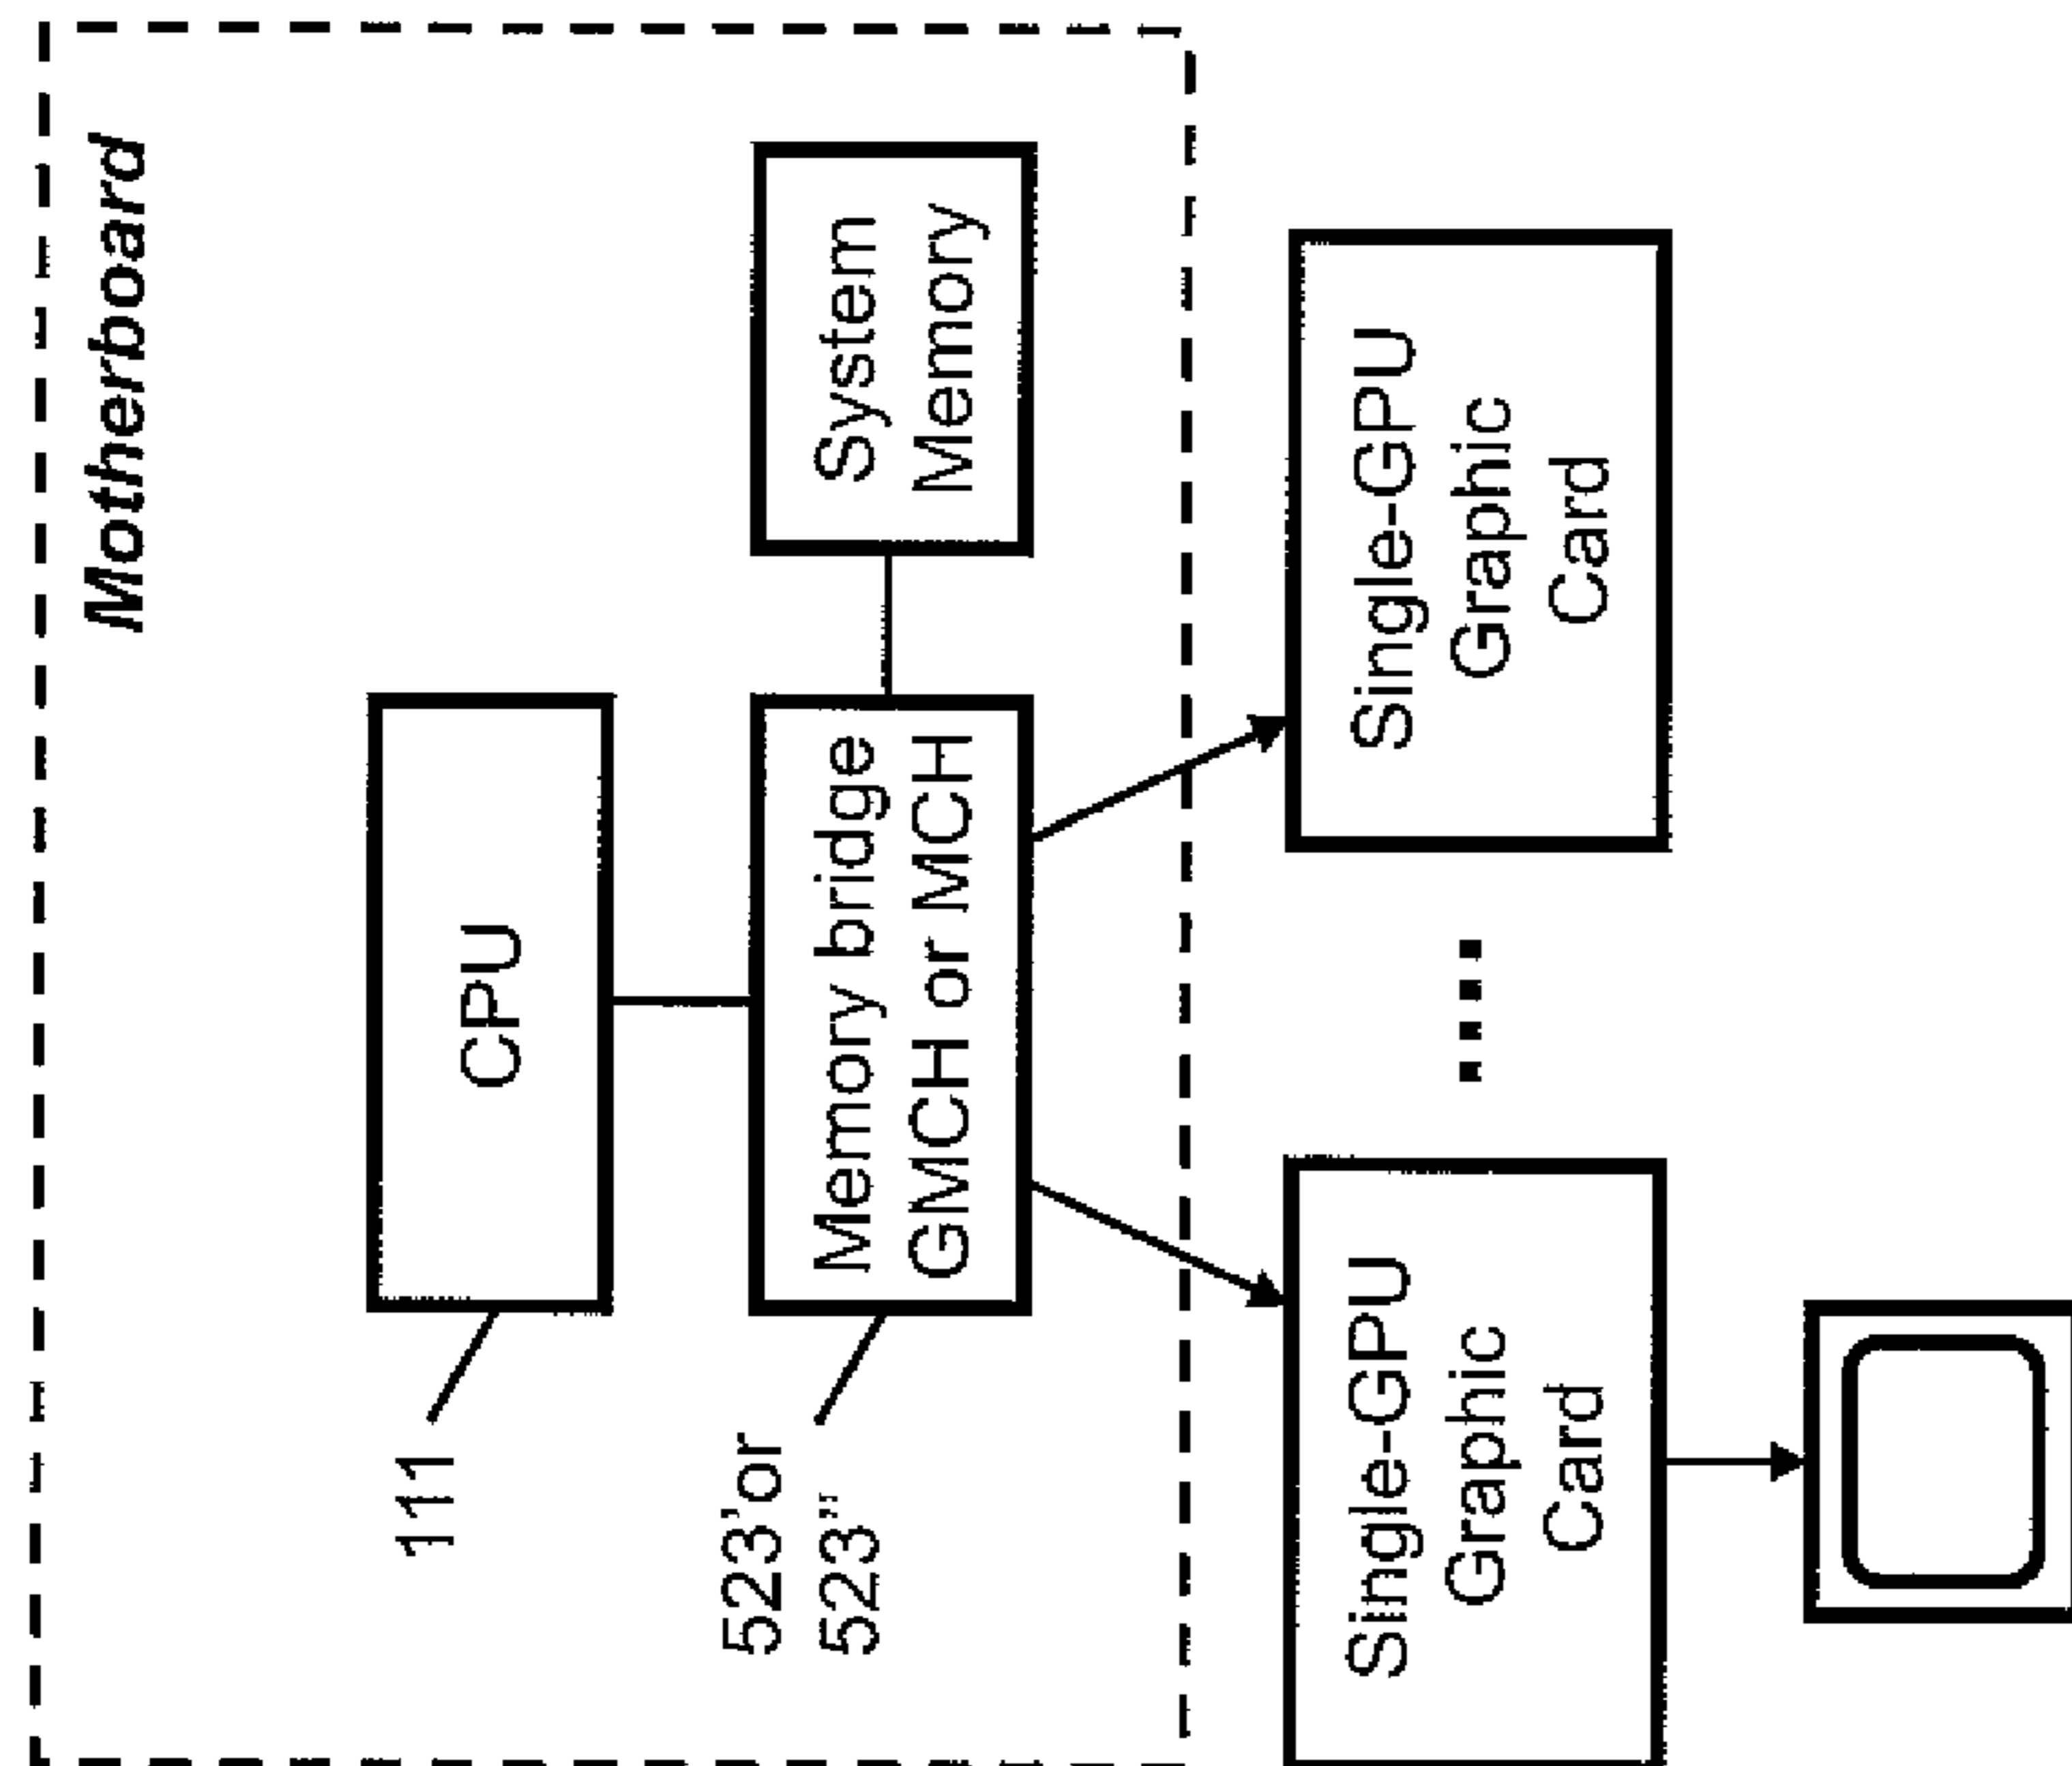 Motherboard
CPU
111
Memory bridge
GMCH or MCH
523'or
523"
System
Memory
Single-GPU
Graphic
Card
Single-GPU
Graphic
Card